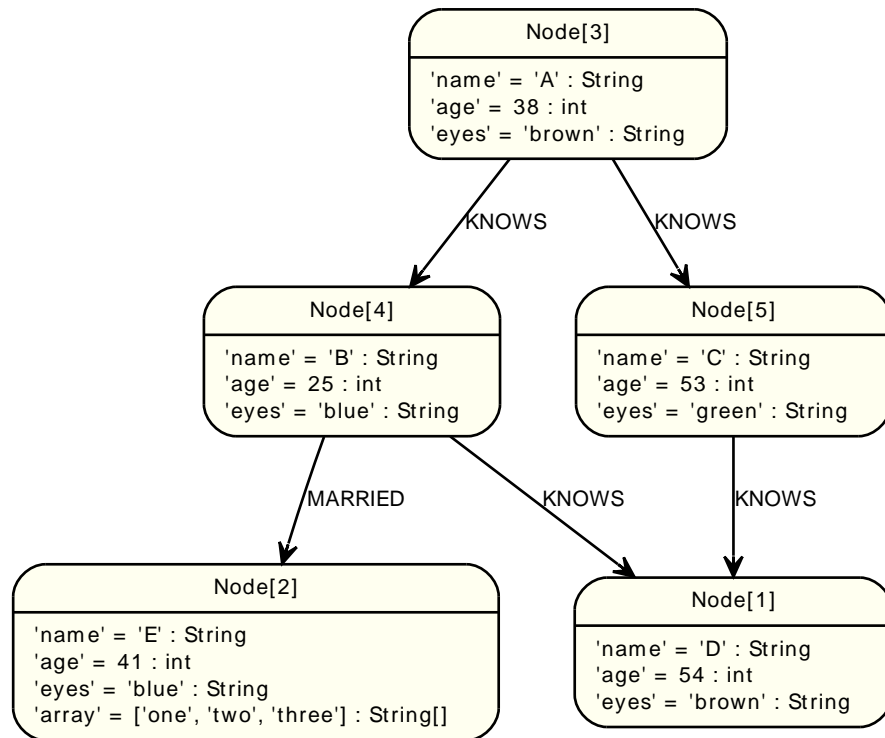 Node[3]
'name' = 'A' : String
'age' = 38 : int
'eyes' = 'brown' : String
KNOWS
KNOWS
Node[4]
'name' = 'B' : String
'age' = 25 : int
'eyes' = 'blue' : String
Node[5]
'name' = 'C' : String
'age' = 53 : int
'eyes' = 'green' : String
MARRIED
KNOWS
KNOWS
Node[2]
'name' = 'E' : String
'age' = 41 : int
'eyes' = 'blue' : String
'array' = ['one', 'two', 'three'] : String[]
Node[1]
'name' = 'D' : String
'age' = 54 : int
'eyes' = 'brown' : String